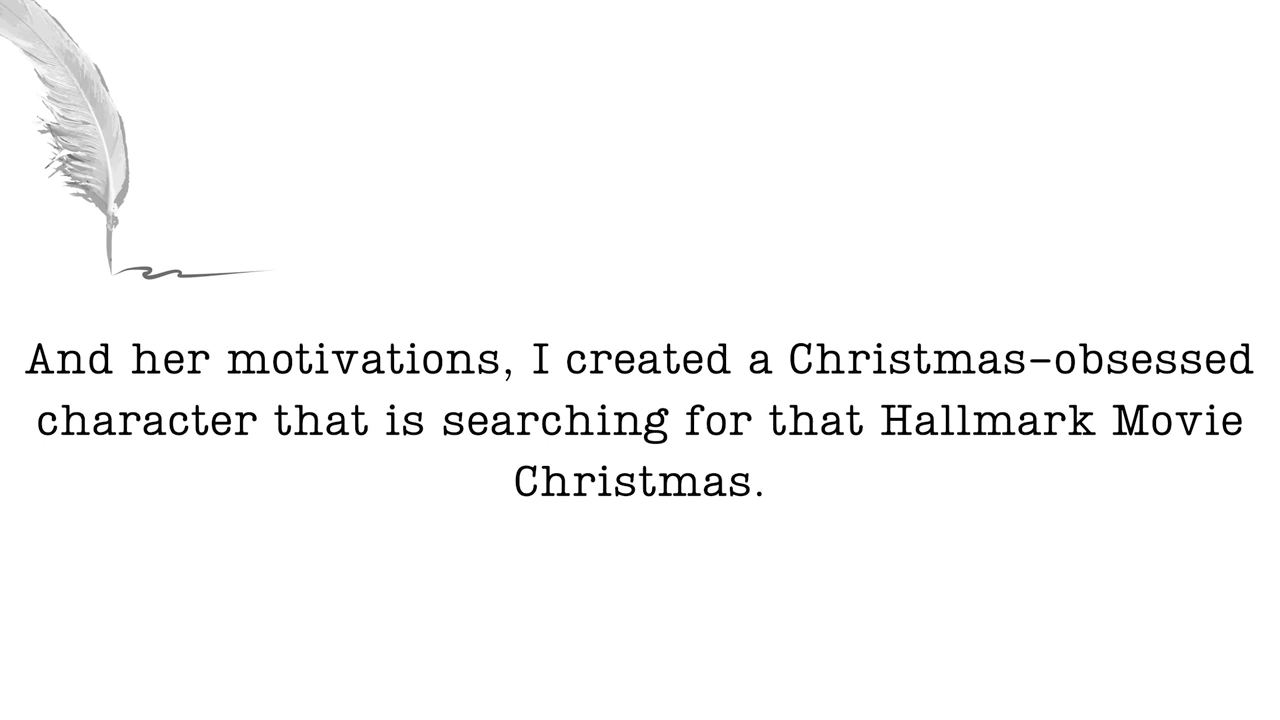 And her motivations, I created a Christmas-obsessed
character that is searching for that Hallmark Movie
Christmas.